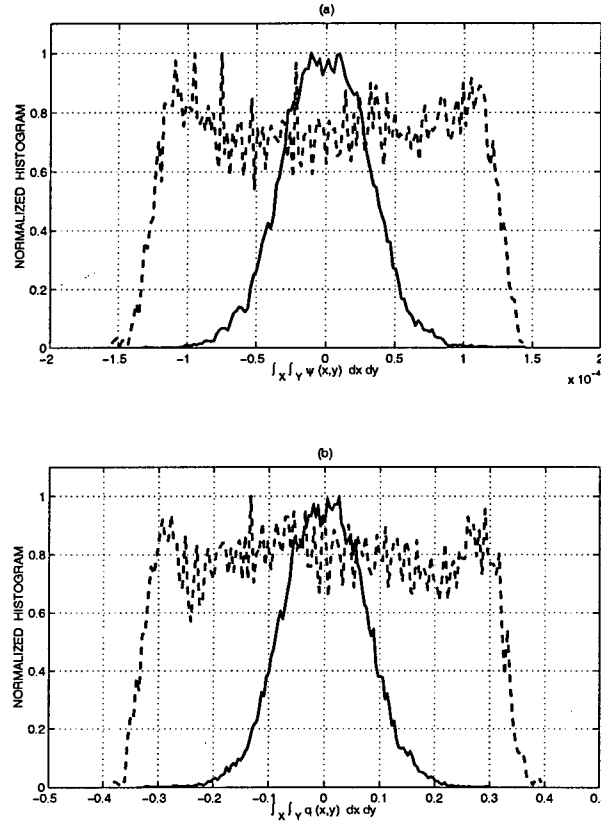 (a)
NORMALIZED HISTOGRAM
1
0.8
0.6
0.4
0.2
0
−2 −1.5 −1 −0.5 0 0.5 1 1.5 2
∫X ∫Y ψ (x,y) dx dy
x 10⁻⁴
(b)
NORMALIZED HISTOGRAM
1
0.8
0.6
0.4
0.2
0
−0.5 −0.4 −0.3 −0.2 −0.1 0 0.1 0.2 0.3 0.4 0.5
∫X ∫Y q (x,y) dx dy